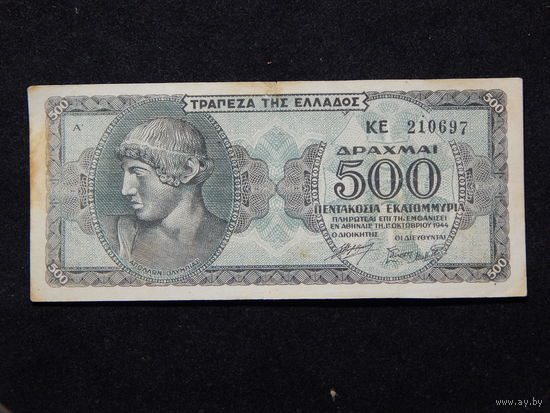 500
500
ΤΡΑΠΕΖΑ ΤΗΣ ΕΛΛΑΔΟΣ
Α
ΚΕ 210697
ΔΡΑΧΜΑΙ
500
ΠΕΝΤΑΚΟΣΙΑ ΕΚΑΤΟΜΜΥΡΙΑ
ΠΛΗΡΩΤΕΑΙ ΕΠΙ ΤΗ ΕΜΦΑΝΙΣΕΙ
ΕΝ ΑΘΗΝΑΙΣ ΤΗ ΟΚΤΩΒΡΙΟΥ 1944
Ο ΔΙΟΙΚΗΤΗΣ ΟΙ ΔΙΕΥΘΥΝΤΑΙ
500
500
www.ay.by